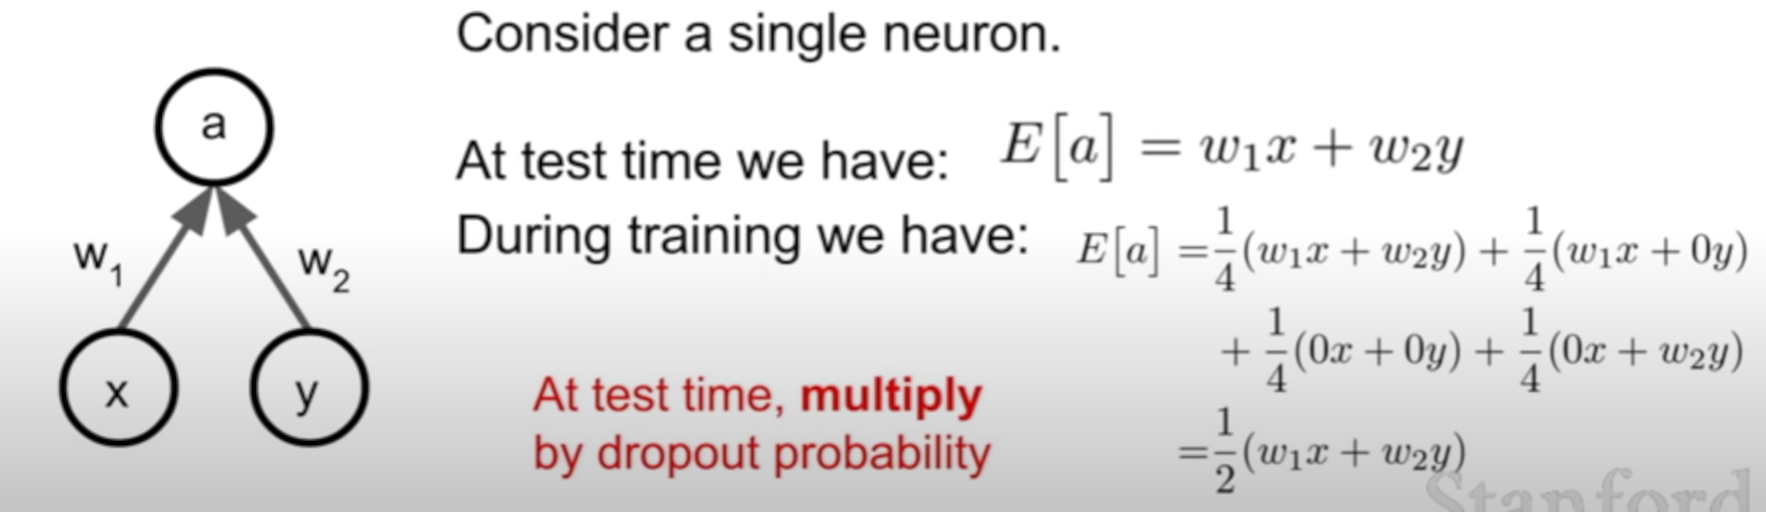 Consider a single neuron.
a
At test time we have: E[a] = w₁x + w₂y
During training we have: E[a] = 1/4(w₁x + w₂y) + 1/4(w₁x + 0y)
w₁ w₂
+ 1/4(0x + 0y) + 1/4(0x + w₂y)
x y
At test time, multiply
by dropout probability
= 1/2(w₁x + w₂y)
Stanford